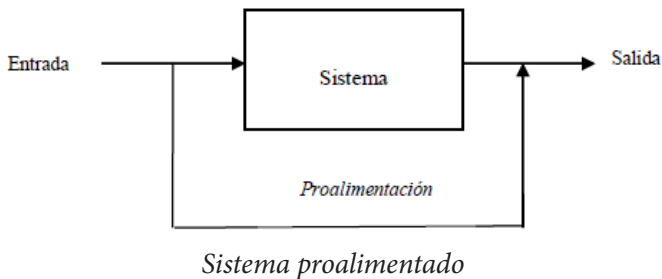 Entrada
Sistema
Salida
Proalimentación
Sistema proalimentado